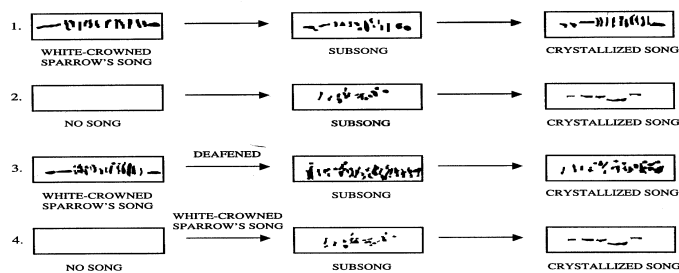 1.
WHITE-CROWNED
SPARROW'S SONG
SUBSONG
CRYSTALLIZED SONG
2.
NO SONG
SUBSONG
CRYSTALLIZED SONG
3.
DEAFENED
WHITE-CROWNED
SPARROW'S SONG
SUBSONG
CRYSTALLIZED SONG
4.
WHITE-CROWNED
SPARROW'S SONG
NO SONG
SUBSONG
CRYSTALLIZED SONG